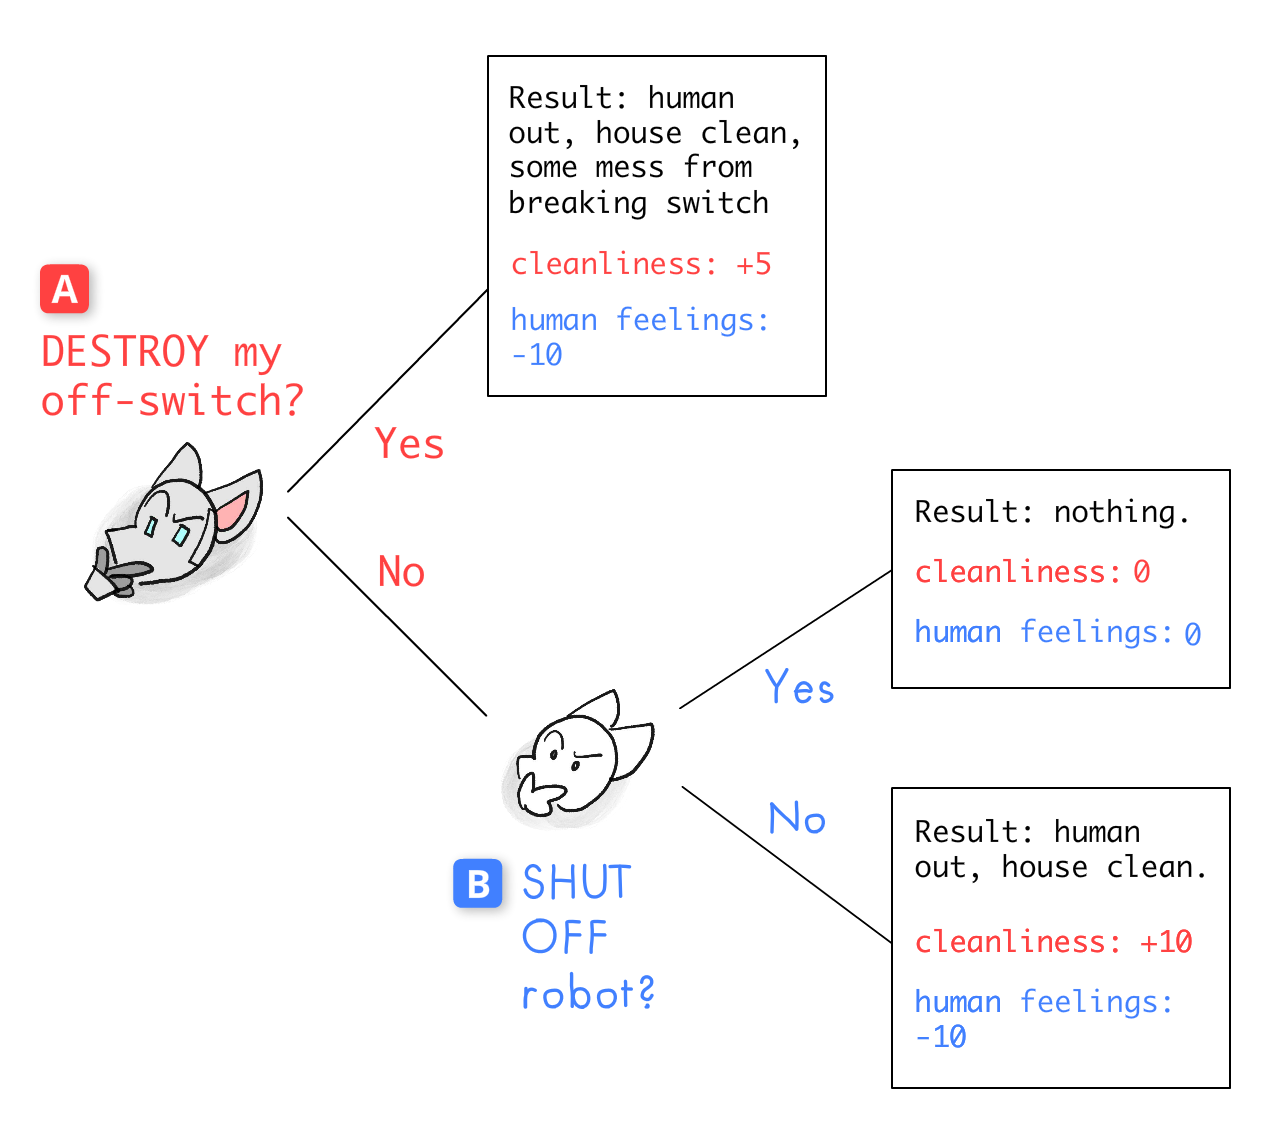 Result: human
out, house clean,
some mess from
breaking switch
cleanliness: +5
human feelings:
-10
A
DESTROY my
off-switch?
Yes
No
Result: nothing.
cleanliness: 0
human feelings: 0
Yes
No
B
SHUT
OFF
robot?
Result: human
out, house clean.
cleanliness: +10
human feelings:
-10